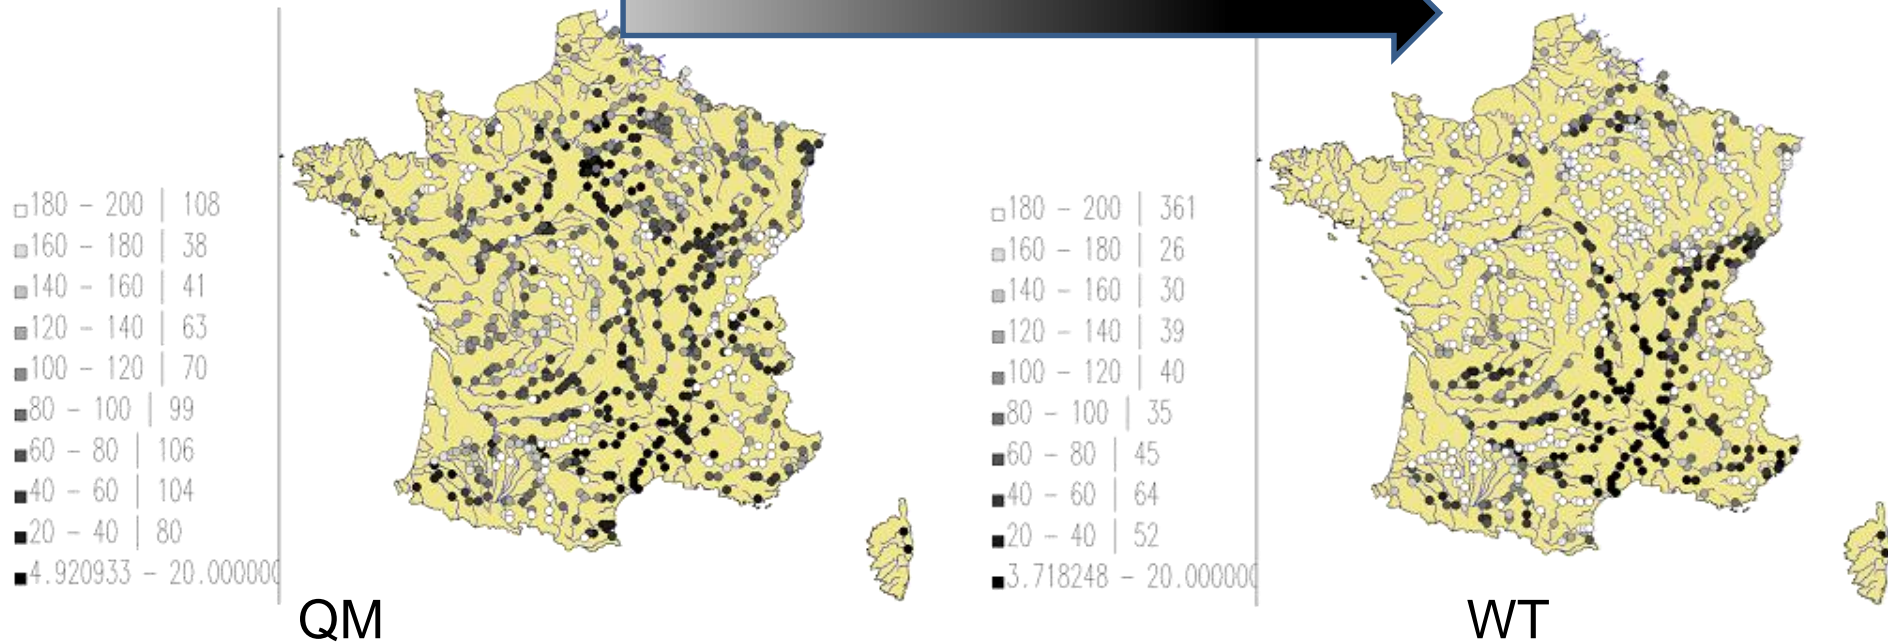 180 – 200 | 108
160 – 180 | 38
140 – 160 | 41
120 – 140 | 63
100 – 120 | 70
80 – 100 | 99
60 – 80 | 106
40 – 60 | 104
20 – 40 | 80
4.920933 – 20.000000
QM
180 – 200 | 361
160 – 180 | 26
140 – 160 | 30
120 – 140 | 39
100 – 120 | 40
80 – 100 | 35
60 – 80 | 45
40 – 60 | 64
20 – 40 | 52
3.718248 – 20.000000
WT